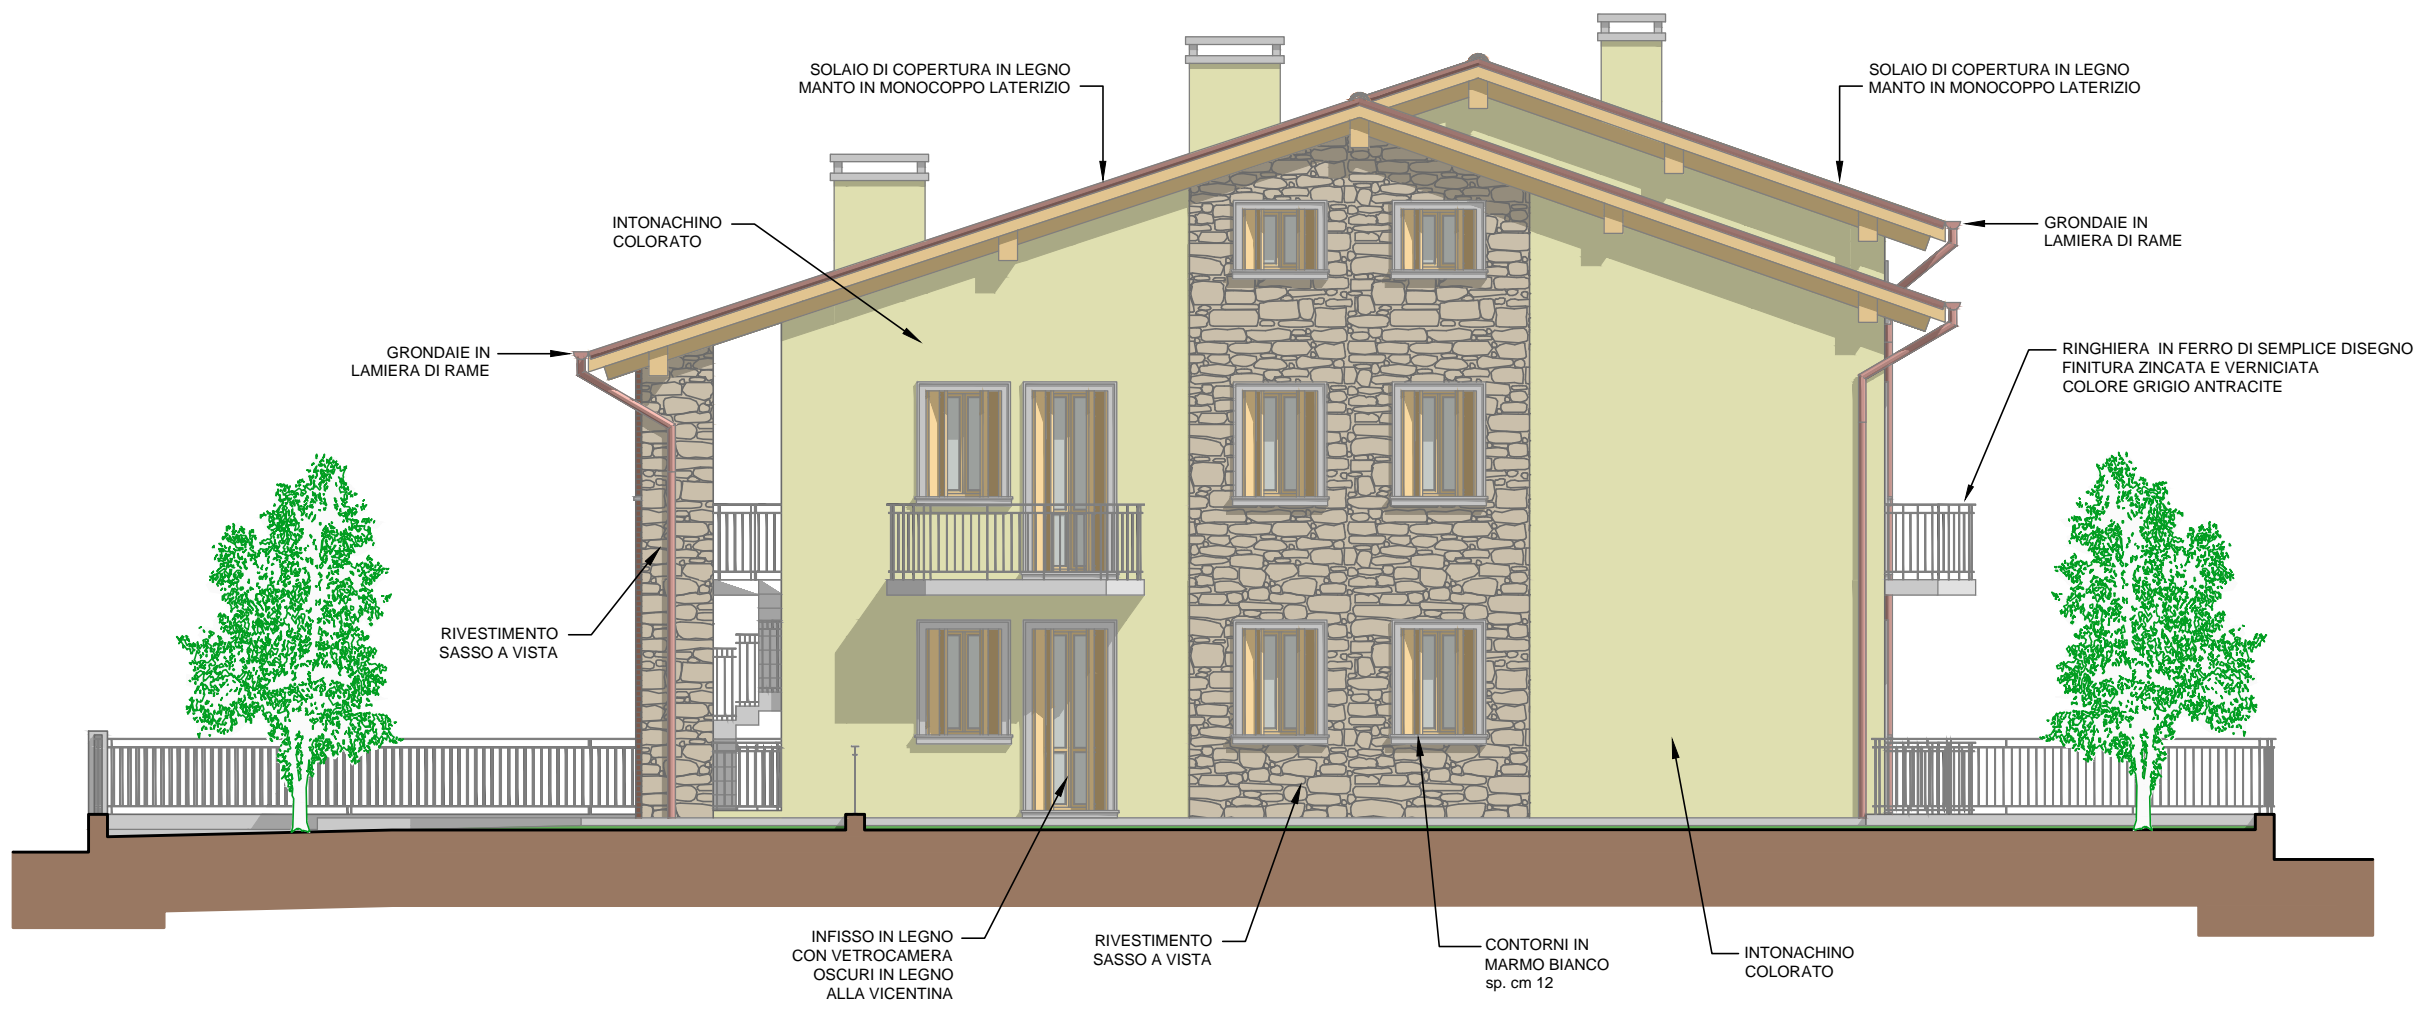 SOLAIO DI COPERTURA IN LEGNO
MANTO IN MONOCOPPO LATERIZIO
SOLAIO DI COPERTURA IN LEGNO
MANTO IN MONOCOPPO LATERIZIO
INTONACHINO
COLORATO
GRONDAIE IN
LAMIERA DI RAME
GRONDAIE IN
LAMIERA DI RAME
RINGHIERA IN FERRO DI SEMPLICE DISEGNO
FINITURA ZINCATA E VERNICIATA
COLORE GRIGIO ANTRACITE
RIVESTIMENTO
SASSO A VISTA
INFISSO IN LEGNO
CON VETROCAMERA
OSCURI IN LEGNO
ALLA VICENTINA
RIVESTIMENTO
SASSO A VISTA
CONTORNI IN
MARMO BIANCO
sp. cm 12
INTONACHINO
COLORATO